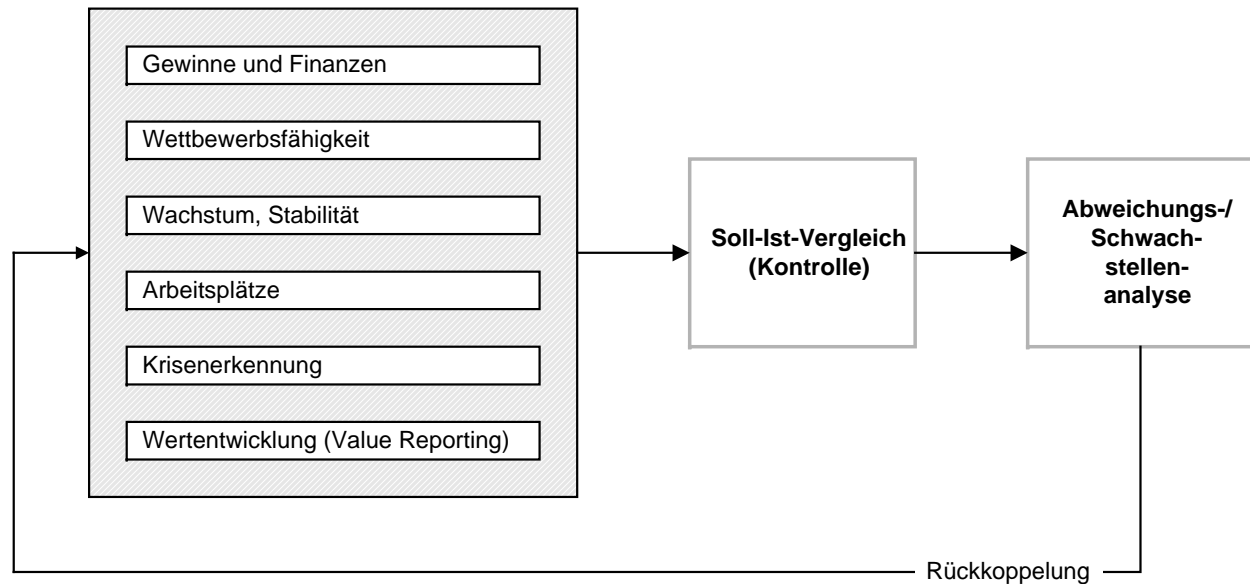 Gewinne und Finanzen
Wettbewerbsfähigkeit
Wachstum, Stabilität
Arbeitsplätze
Krisenerkennung
Wertentwicklung (Value Reporting)
Soll-Ist-Vergleich
(Kontrolle)
Abweichungs-/
Schwach-
stellen-
analyse
Rückkoppelung